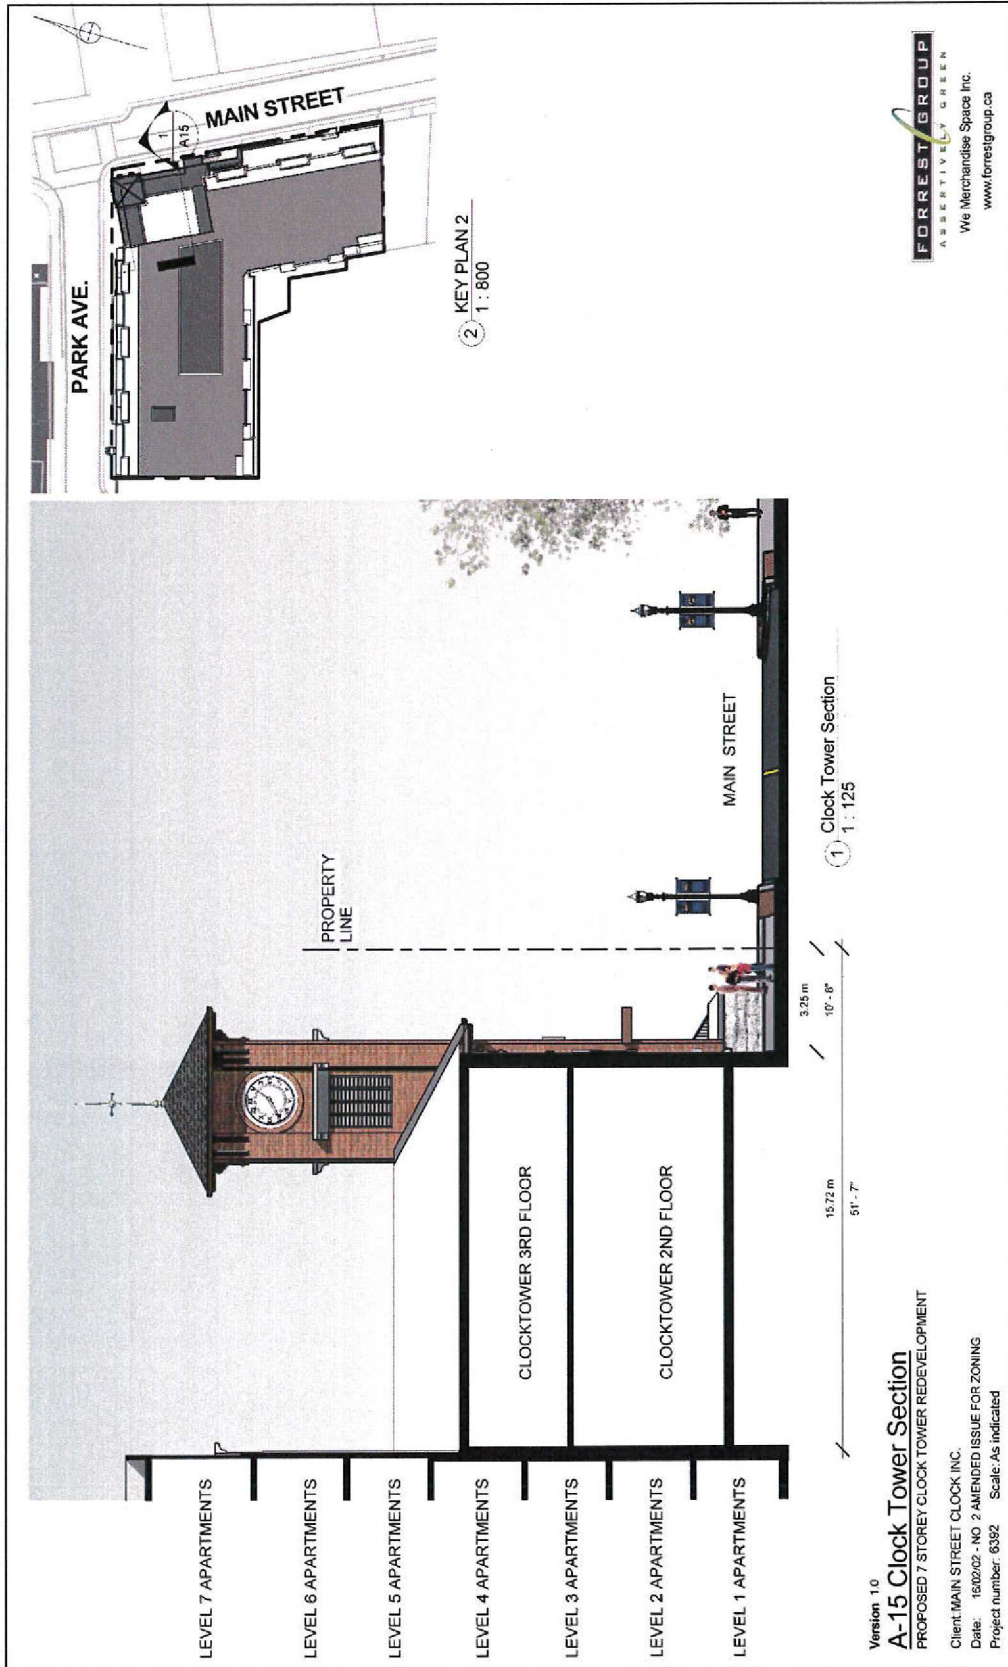 PARK AVE.
MAIN STREET
1
A15
2
KEY PLAN 2
1 : 800
PROPERTY
LINE
LEVEL 7 APARTMENTS
LEVEL 6 APARTMENTS
LEVEL 5 APARTMENTS
LEVEL 4 APARTMENTS
LEVEL 3 APARTMENTS
LEVEL 2 APARTMENTS
LEVEL 1 APARTMENTS
CLOCKTOWER 3RD FLOOR
CLOCKTOWER 2ND FLOOR
MAIN STREET
3.25 m
10' - 8"
15.72 m
51' - 7"
1
Clock Tower Section
1 : 125
Version 1.0
A-15 Clock Tower Section
PROPOSED 7 STOREY CLOCK TOWER REDEVELOPMENT
Client: MAIN STREET CLOCK INC.
Date: 16/02/02 - NO 2 AMENDED ISSUE FOR ZONING
Project number: 6392 Scale: As indicated
FORREST GROUP
ASSERTIVELY GREEN
We Merchandise Space Inc.
www.forrestgroup.ca